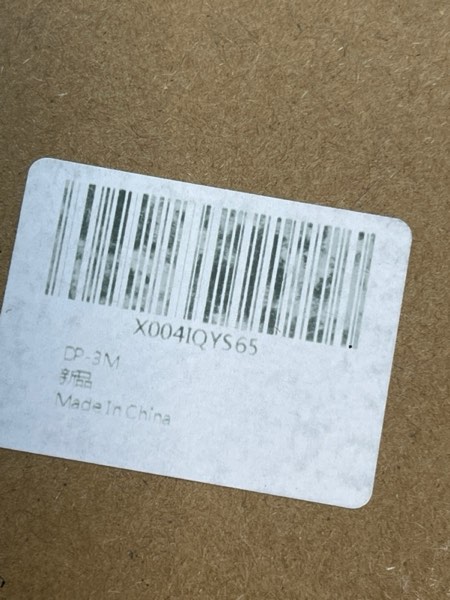 X004IQYS65
DP-3M
新品
Made In China